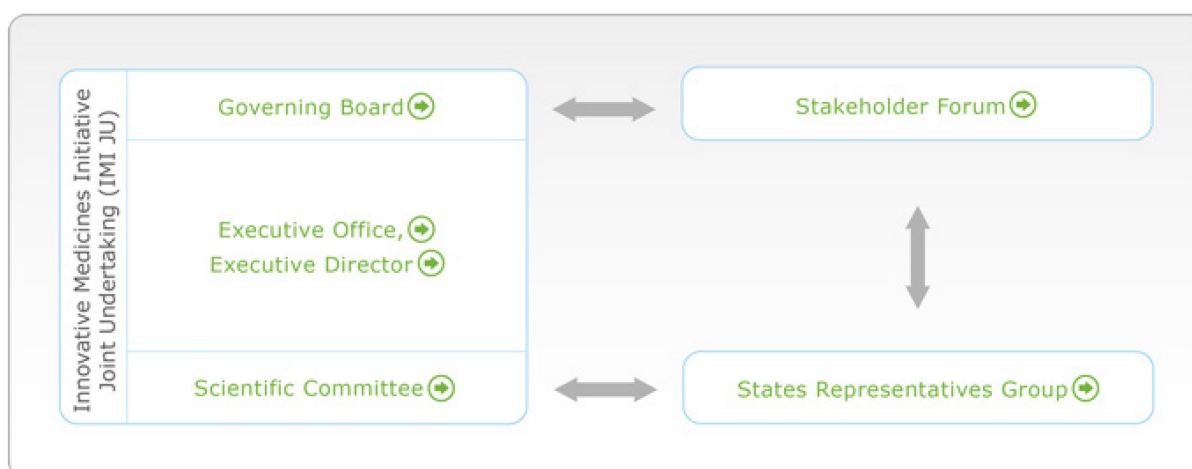 Innovative Medicines Initiative
Joint Undertaking (IMI JU)
Governing Board
Executive Office,
Executive Director
Scientific Committee
Stakeholder Forum
States Representatives Group